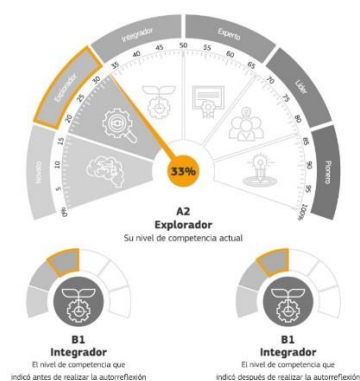 Novato
Explorador
Integrador
Experto
Líder
Pionero
0%
5
10
15
20
25
30
35
40
45
50
55
60
65
70
75
80
85
90
95
100%
33%
A2
Explorador
Su nivel de competencia actual
B1
Integrador
El nivel de competencia que
indicó antes de realizar la autorreflexión
B1
Integrador
El nivel de competencia que
indicó después de realizar la autorreflexión